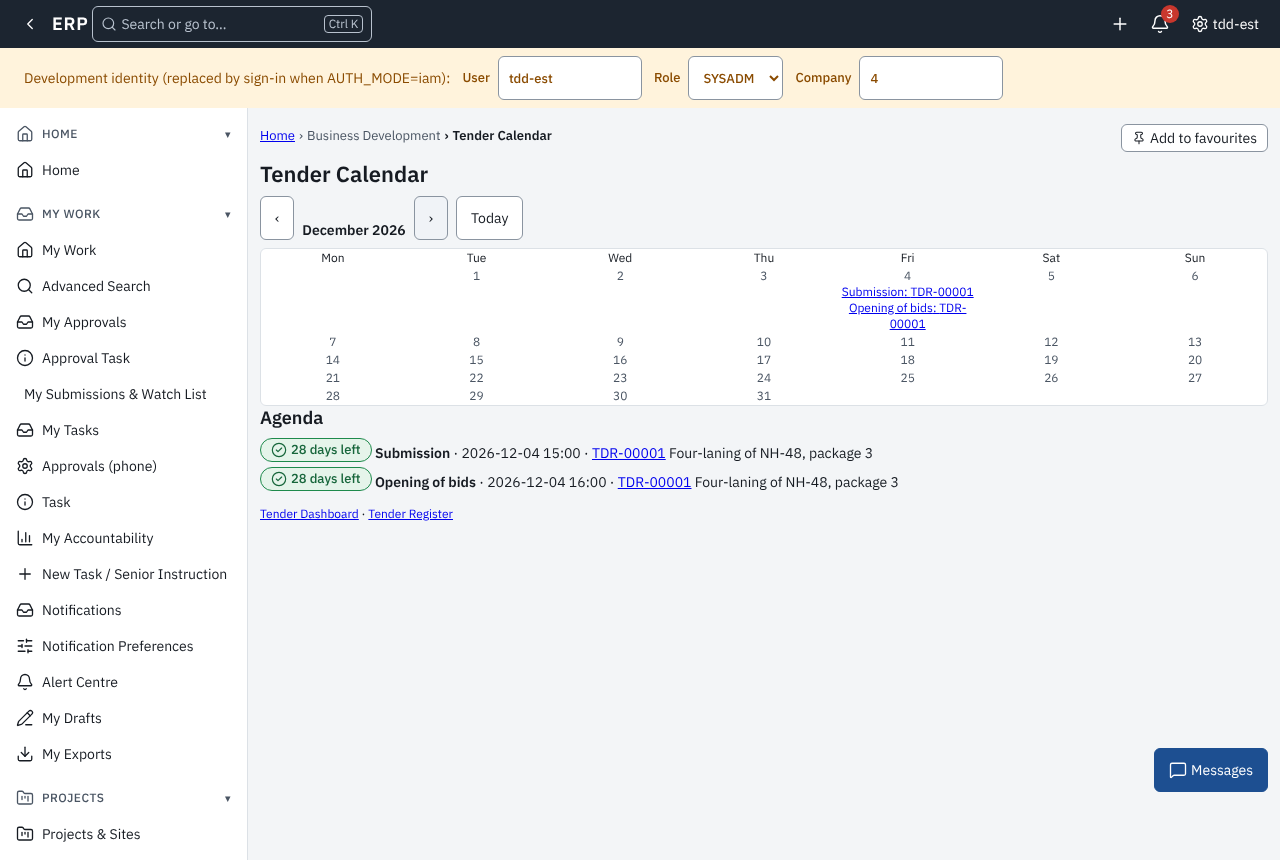 ERP Search or go to… Ctrl K 3 tdd-est
Development identity (replaced by sign-in when AUTH_MODE=iam): User tdd-est Role SYSADM Company 4
HOME
Home
MY WORK
My Work
Advanced Search
My Approvals
Approval Task
My Submissions & Watch List
My Tasks
Approvals (phone)
Task
My Accountability
New Task / Senior Instruction
Notifications
Notification Preferences
Alert Centre
My Drafts
My Exports
PROJECTS
Projects & Sites
Home › Business Development › Tender Calendar
Add to favourites
Tender Calendar
‹ December 2026 › Today
Mon Tue Wed Thu Fri Sat Sun
1 2 3 4 5 6
Submission: TDR-00001
Opening of bids: TDR-
00001
7 8 9 10 11 12 13
14 15 16 17 18 19 20
21 22 23 24 25 26 27
28 29 30 31
Agenda
28 days left Submission · 2026-12-04 15:00 · TDR-00001 Four-laning of NH-48, package 3
28 days left Opening of bids · 2026-12-04 16:00 · TDR-00001 Four-laning of NH-48, package 3
Tender Dashboard · Tender Register
Messages